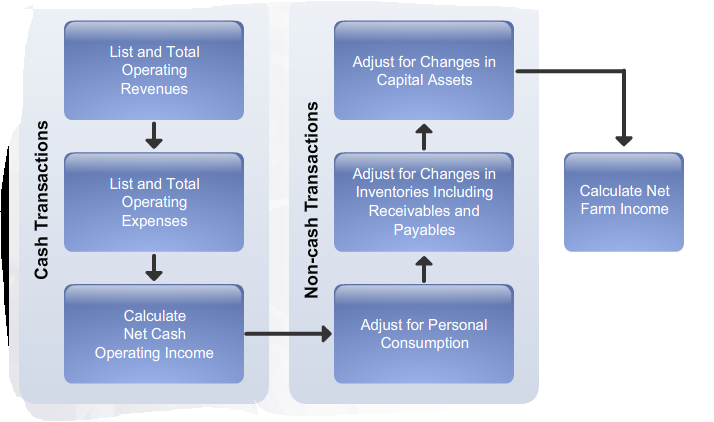 Cash Transactions
List and Total
Operating
Revenues
List and Total
Operating
Expenses
Calculate
Net Cash
Operating Income
Non-cash Transactions
Adjust for Personal
Consumption
Adjust for Changes in
Inventories Including
Receivables and
Payables
Adjust for Changes in
Capital Assets
Calculate Net
Farm Income